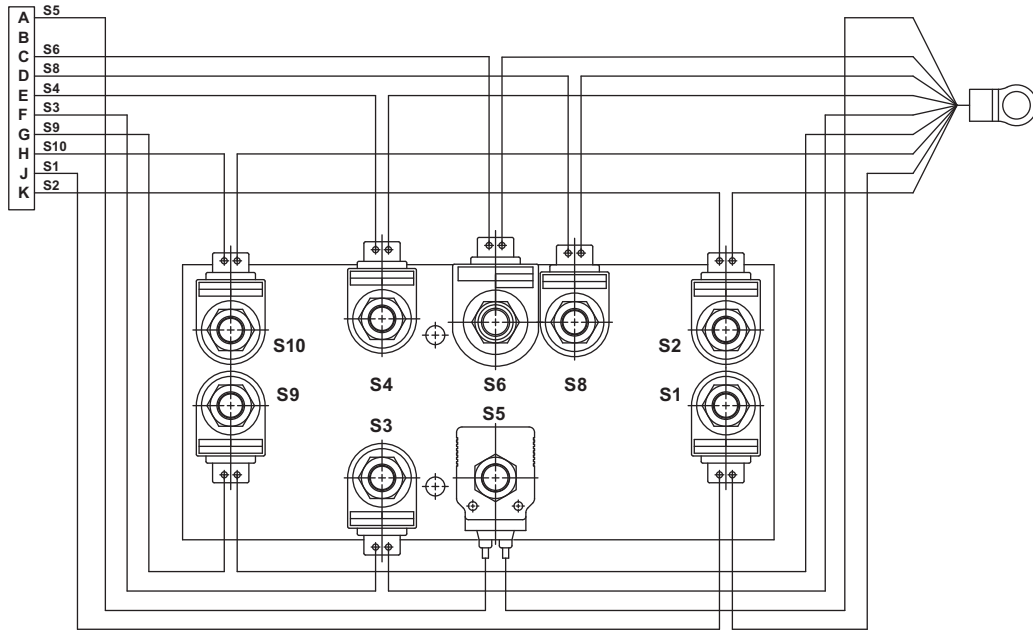 A S5
B
C S6
D S8
E S4
F S3
G S9
H S10
J S1
K S2
S10
S2
S4
S6
S8
S9
S1
S3
S5